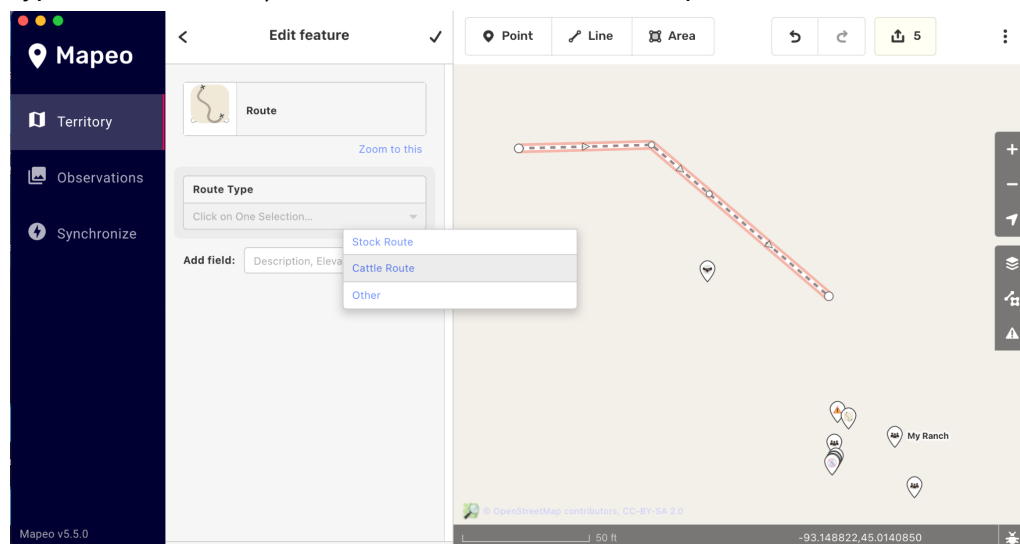 Mapeo
Territory
Observations
Synchronize
Mapeo v5.5.0
Edit feature
Route
Zoom to this
Route Type
Click on One Selection...
Add field:
Description, Eleva
Stock Route
Cattle Route
Other
Point
Line
Area
5
My Ranch
© OpenStreetMap contributors, CC-BY-SA 2.0
50 ft
-93.148822,45.0140850